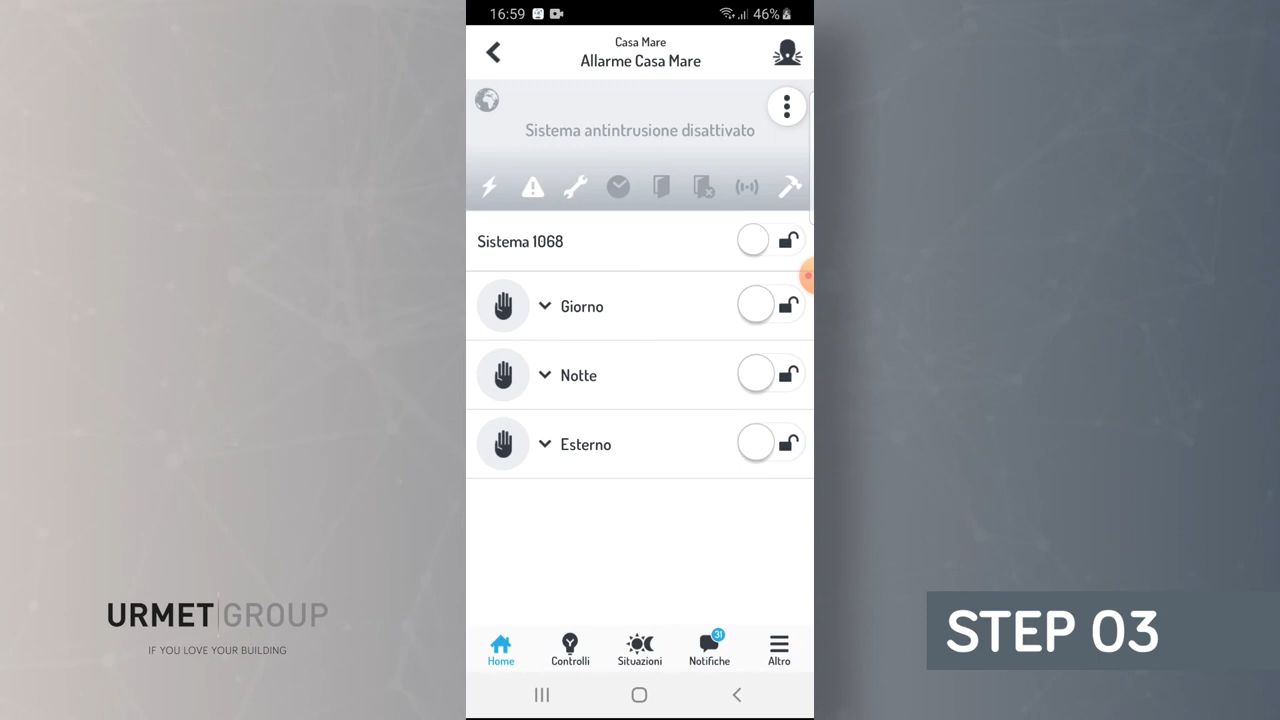 16:59
46%
Casa Mare
Allarme Casa Mare
Sistema antintrusione disattivato
Sistema 1068
Giorno
Notte
Esterno
31
Home
Controlli
Situazioni
Notifiche
Altro
URMET GROUP
IF YOU LOVE YOUR BUILDING
STEP 03